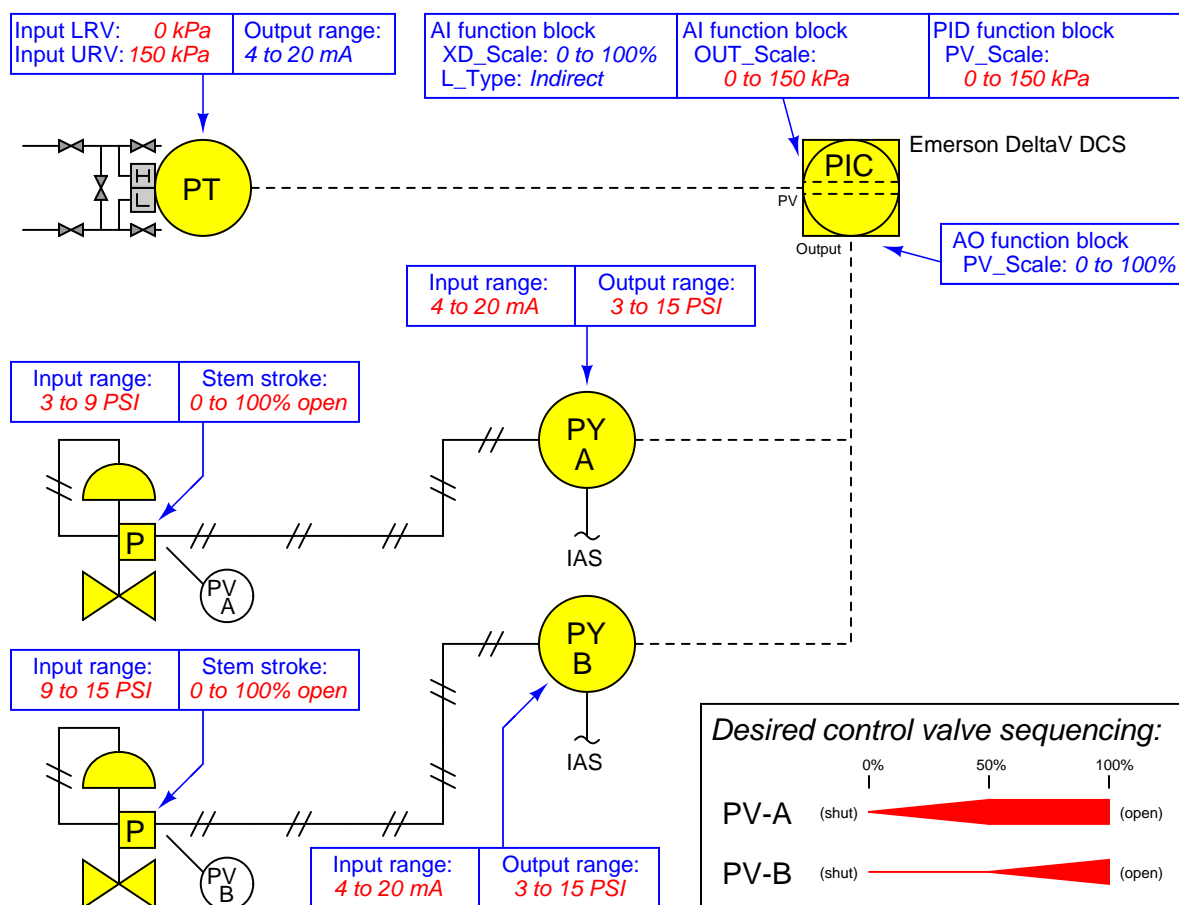 Input LRV: 0 kPa
Input URV: 150 kPa
Output range:
4 to 20 mA
AI function block
XD_Scale: 0 to 100%
L_Type: Indirect
AI function block
OUT_Scale:
0 to 150 kPa
PID function block
PV_Scale:
0 to 150 kPa
H
L
PT
PIC
PV
Output
Emerson DeltaV DCS
AO function block
PV_Scale: 0 to 100%
Input range:
4 to 20 mA
Output range:
3 to 15 PSI
Input range:
3 to 9 PSI
Stem stroke:
0 to 100% open
PY
A
IAS
P
PV
A
Input range:
9 to 15 PSI
Stem stroke:
0 to 100% open
PY
B
IAS
P
PV
B
Input range:
4 to 20 mA
Output range:
3 to 15 PSI
Desired control valve sequencing:
0% 50% 100%
PV-A (shut) (open)
PV-B (shut) (open)